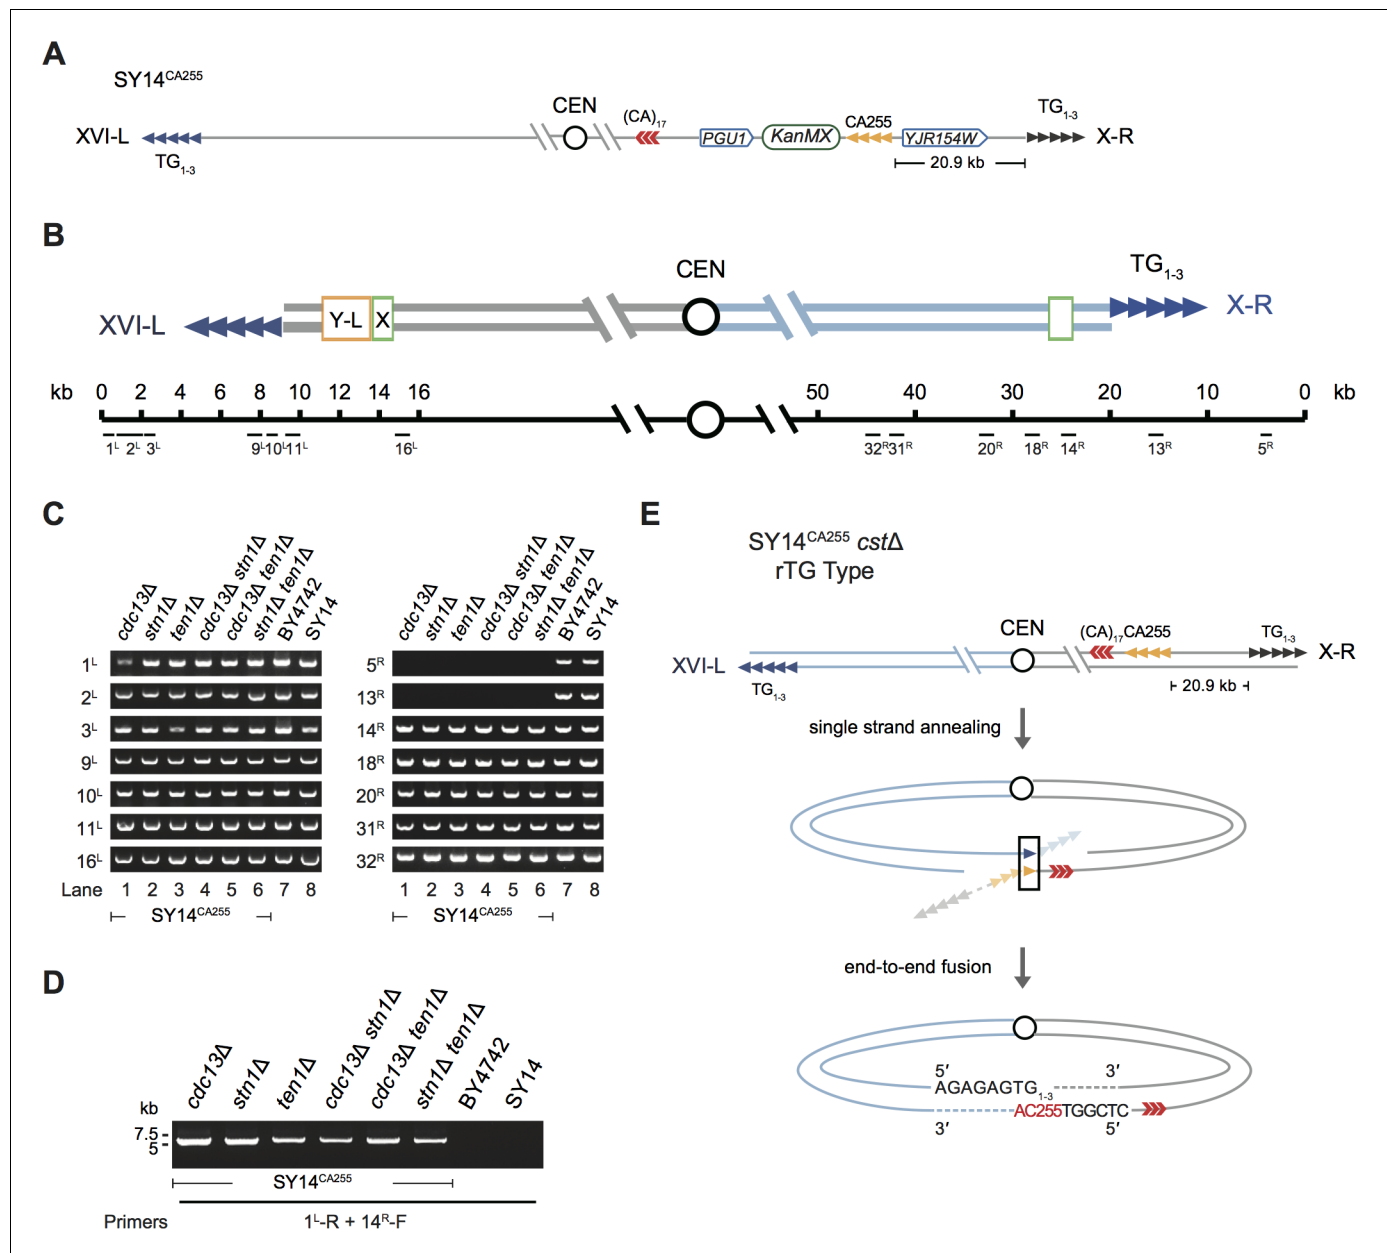 A
SY14CA255
XVI-L
TG1-3
CEN
(CA)17
PGU1
KanMX
CA255
YJR154W
TG1-3
X-R
20.9 kb
B
CEN
TG1-3
XVI-L
Y-L
X
X-R
kb 0 2 4 6 8 10 12 14 16 50 40 30 20 10 0 kb
1L 2L 3L 9L 10L 11L 16L 32R 31R 20R 18R 14R 13R 5R
C
cdc13Δ stn1Δ ten1Δ cdc13Δ stn1Δ cdc13Δ ten1Δ stn1Δ ten1Δ BY4742 SY14
1L
2L
3L
9L
10L
11L
16L
Lane 1 2 3 4 5 6 7 8
SY14CA255
cdc13Δ stn1Δ ten1Δ cdc13Δ stn1Δ cdc13Δ ten1Δ stn1Δ ten1Δ BY4742 SY14
5R
13R
14R
18R
20R
31R
32R
1 2 3 4 5 6 7 8
SY14CA255
D
cdc13Δ stn1Δ ten1Δ cdc13Δ stn1Δ cdc13Δ ten1Δ stn1Δ ten1Δ BY4742 SY14
kb
7.5
5
SY14CA255
Primers 1L-R + 14R-F
E
SY14CA255 cstΔ
rTG Type
CEN
(CA)17 CA255
TG1-3
XVI-L
X-R
TG1-3
20.9 kb
single strand annealing
end-to-end fusion
5′ 3′
AGAGAGTG1-3
AC255TGGCTC
3′ 5′